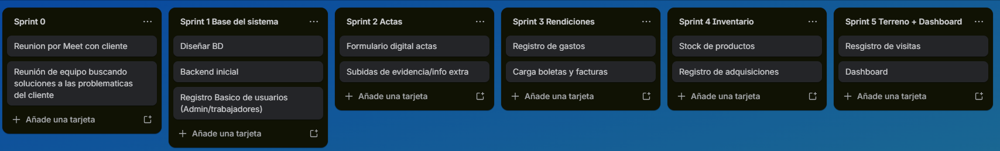 Sprint 0
Reunion por Meet con cliente
Reunión de equipo buscando
soluciones a las problematicas
del cliente
Añade una tarjeta
Sprint 1 Base del sistema
Diseñar BD
Backend inicial
Registro Basico de usuarios
(Admin/trabajadores)
Añade una tarjeta
Sprint 2 Actas
Formulario digital actas
Subidas de evidencia/info extra
Añade una tarjeta
Sprint 3 Rendiciones
Registro de gastos
Carga boletas y facturas
Añade una tarjeta
Sprint 4 Inventario
Stock de productos
Registro de adquisiciones
Añade una tarjeta
Sprint 5 Terreno + Dashboard
Resgistro de visitas
Dashboard
Añade una tarjeta